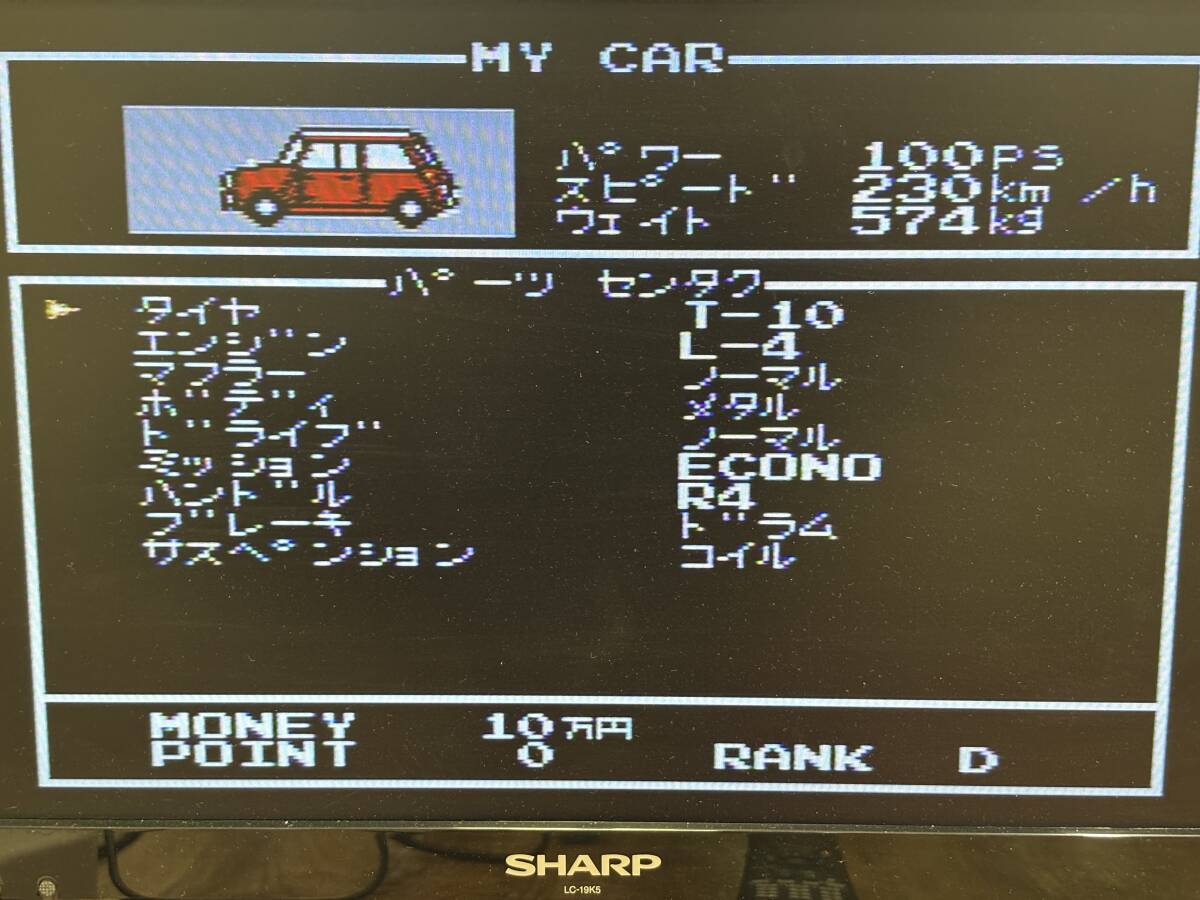 MY CAR
パワー 100PS
スピード 230km/h
ウェイト 574kg
パーツ センタク
タイヤ T-10
エンジン L-4
マフラー ノーマル
ボディ メタル
ドライブ ノーマル
ミッション ECONO
ハンドル R4
ブレーキ ドラム
サスペンション コイル
MONEY 10万円
POINT 0 RANK D
SHARP
LC-19K5